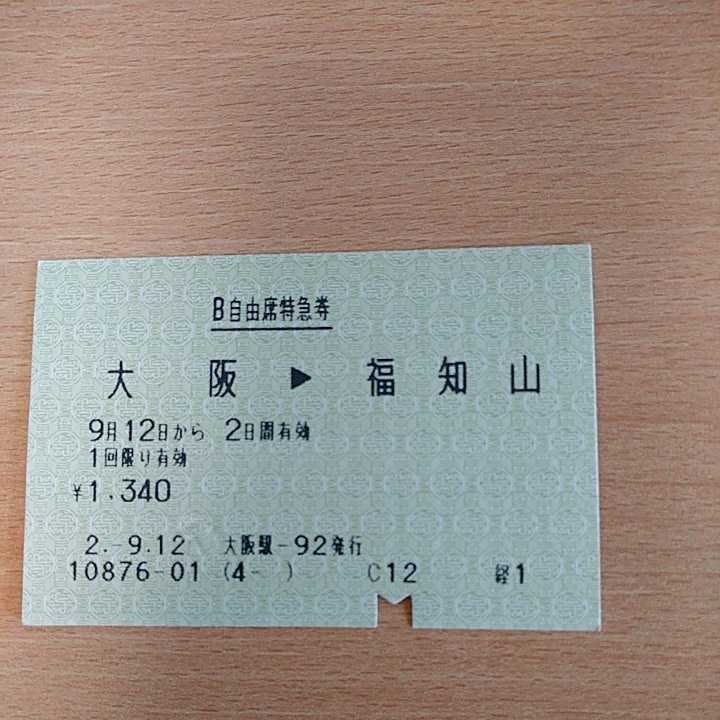 B自由席特急券
大阪▶福知山
9月12日から 2日間有効
1回限り有効
¥1,340
2.-9.12 大阪駅-92発行
10876-01 (4- ) C12 経1